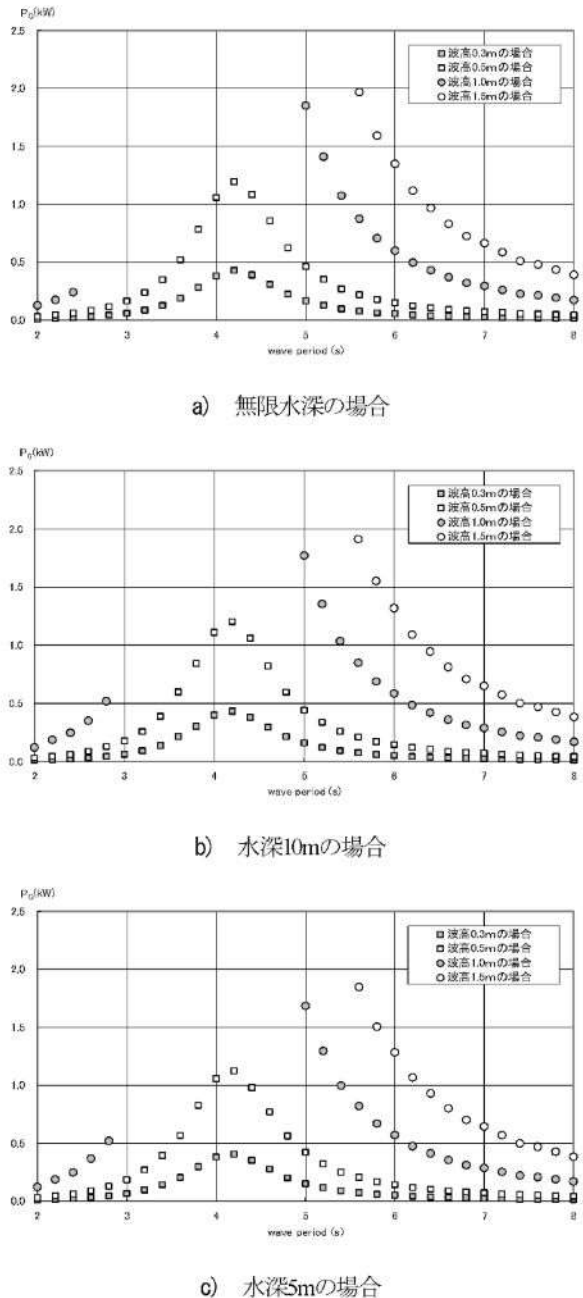 P_G(kW)
2.5
2.0
1.5
1.0
0.5
0.0
波高0.3mの場合
波高0.5mの場合
波高1.0mの場合
波高1.5mの場合
2 3 4 5 6 7 8
wave period (s)
a) 無限水深の場合
P_G(kW)
2.5
2.0
1.5
1.0
0.5
0.0
波高0.3mの場合
波高0.5mの場合
波高1.0mの場合
波高1.5mの場合
2 3 4 5 6 7 8
wave period (s)
b) 水深10mの場合
P_G(kW)
2.5
2.0
1.5
1.0
0.5
0.0
波高0.3mの場合
波高0.5mの場合
波高1.0mの場合
波高1.5mの場合
2 3 4 5 6 7 8
wave period (s)
c) 水深5mの場合